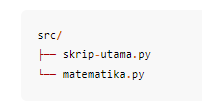 src/
├── skrip-utama.py
└── matematika.py